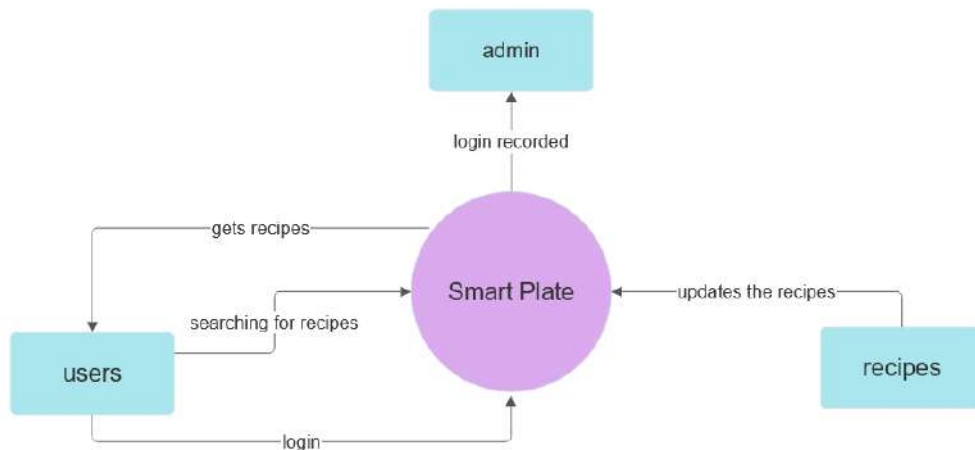 admin
login recorded
gets recipes
Smart Plate
updates the recipes
searching for recipes
users
recipes
login